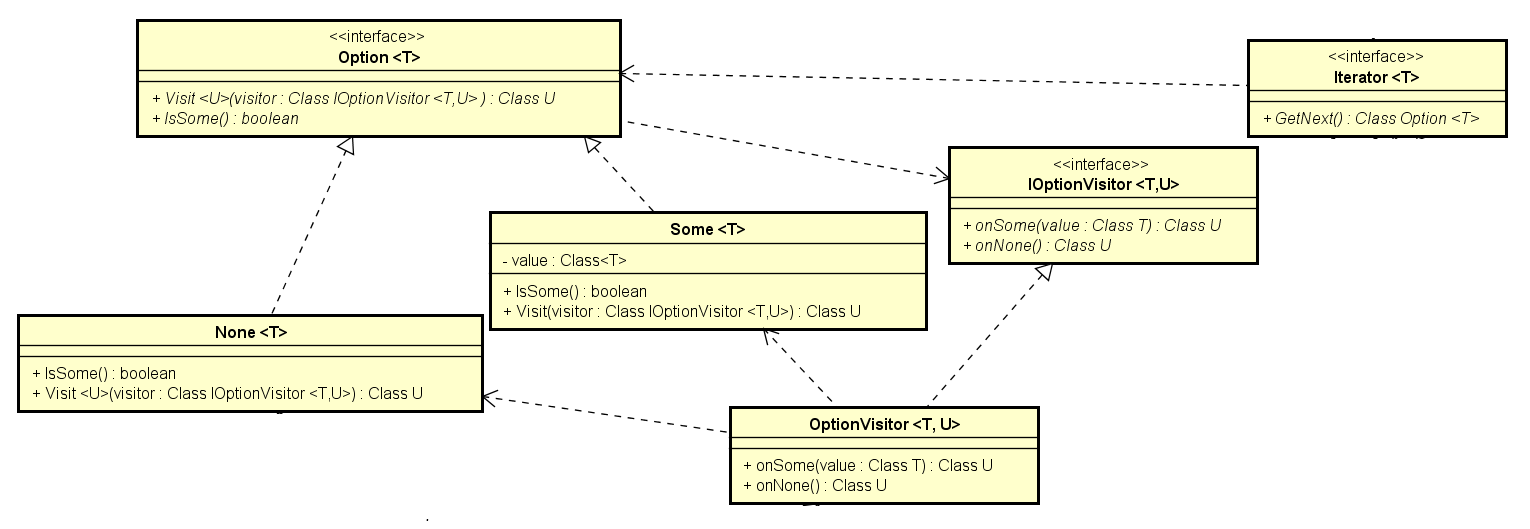 <<interface>>
Option <T>
+ Visit <U>(visitor : Class IOptionVisitor <T,U> ) : Class U
+ IsSome() : boolean
<<interface>>
Iterator <T>
+ GetNext() : Class Option <T>
<<interface>>
IOptionVisitor <T,U>
+ onSome(value : Class T) : Class U
+ onNone() : Class U
Some <T>
- value : Class<T>
+ IsSome() : boolean
+ Visit(visitor : Class IOptionVisitor <T,U>) : Class U
None <T>
+ IsSome() : boolean
+ Visit <U>(visitor : Class IOptionVisitor <T,U>) : Class U
OptionVisitor <T, U>
+ onSome(value : Class T) : Class U
+ onNone() : Class U